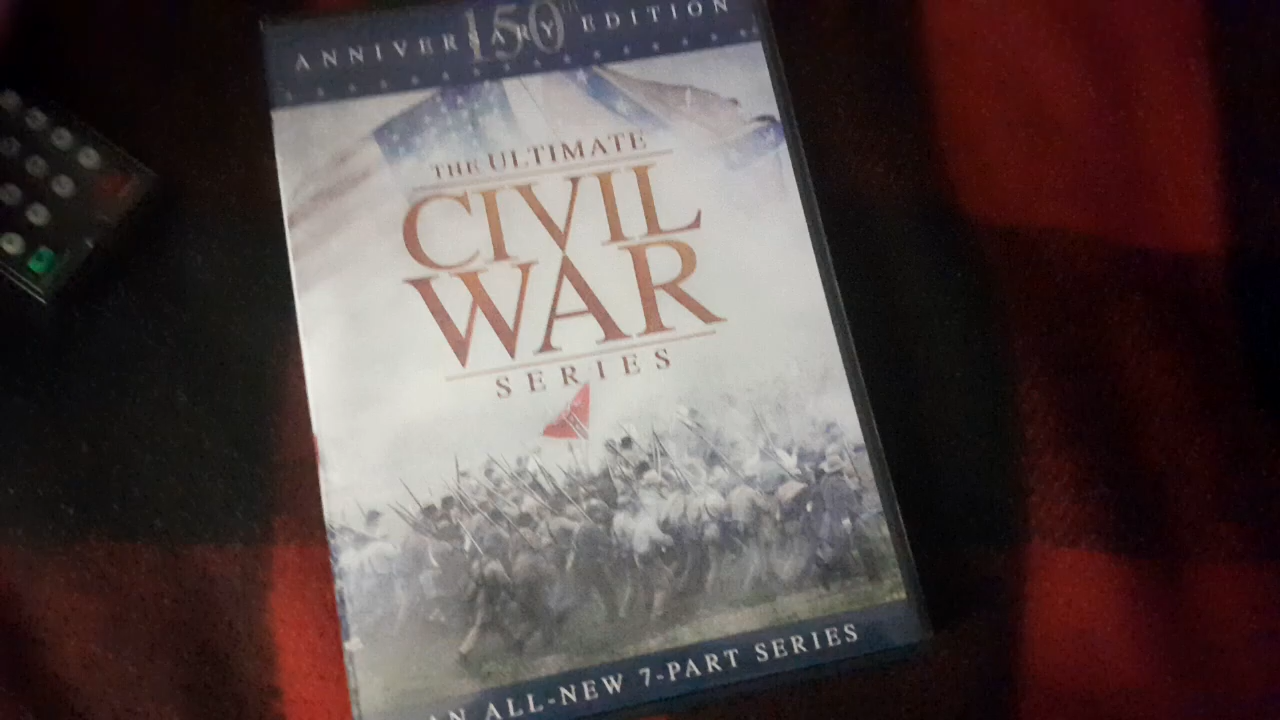 150th
ANNIVERSARY EDITION
THE ULTIMATE
CIVIL
WAR
SERIES
AN ALL-NEW 7-PART SERIES